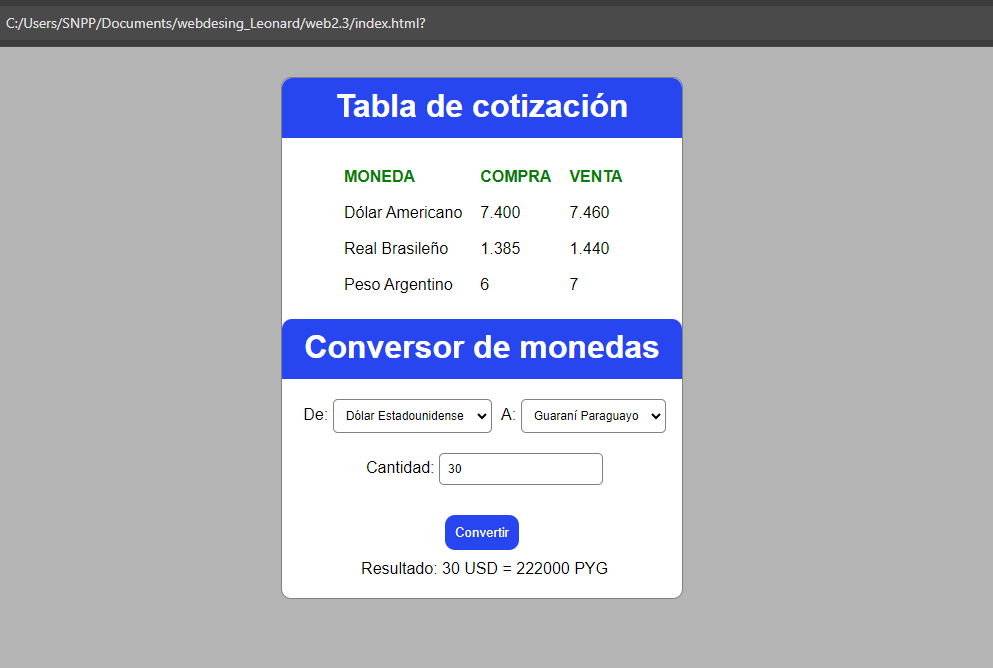 C:/Users/SNPP/Documents/webdesing_Leonard/web2.3/index.html?
Tabla de cotización
MONEDA COMPRA VENTA
Dólar Americano 7.400 7.460
Real Brasileño 1.385 1.440
Peso Argentino 6 7
Conversor de monedas
De: Dólar Estadounidense A: Guaraní Paraguayo
Cantidad: 30
Convertir
Resultado: 30 USD = 222000 PYG